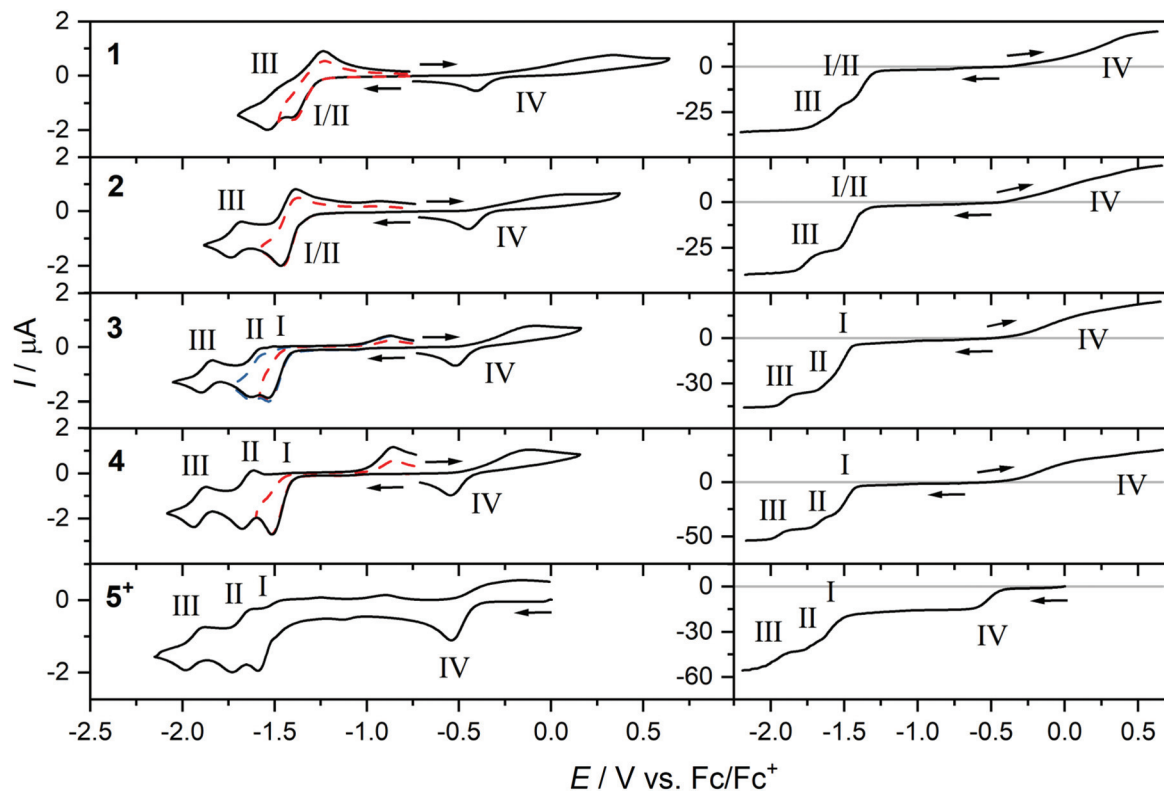 2
1
III
I/II
IV
0
-2
0
-25
I/II
III
IV
2
2
III
I/II
IV
0
-2
0
-25
I/II
III
IV
2
3
III
II
I
IV
0
-2
0
-30
I
II
III
IV
2
4
III
II
I
IV
0
-2
0
-50
I
II
III
IV
5+
III
II
I
IV
0
-2
0
-30
-60
I
II
III
IV
I / μA
-2.5 -2.0 -1.5 -1.0 -0.5 0.0 0.5
-2.0 -1.5 -1.0 -0.5 0.0 0.5
E / V vs. Fc/Fc+